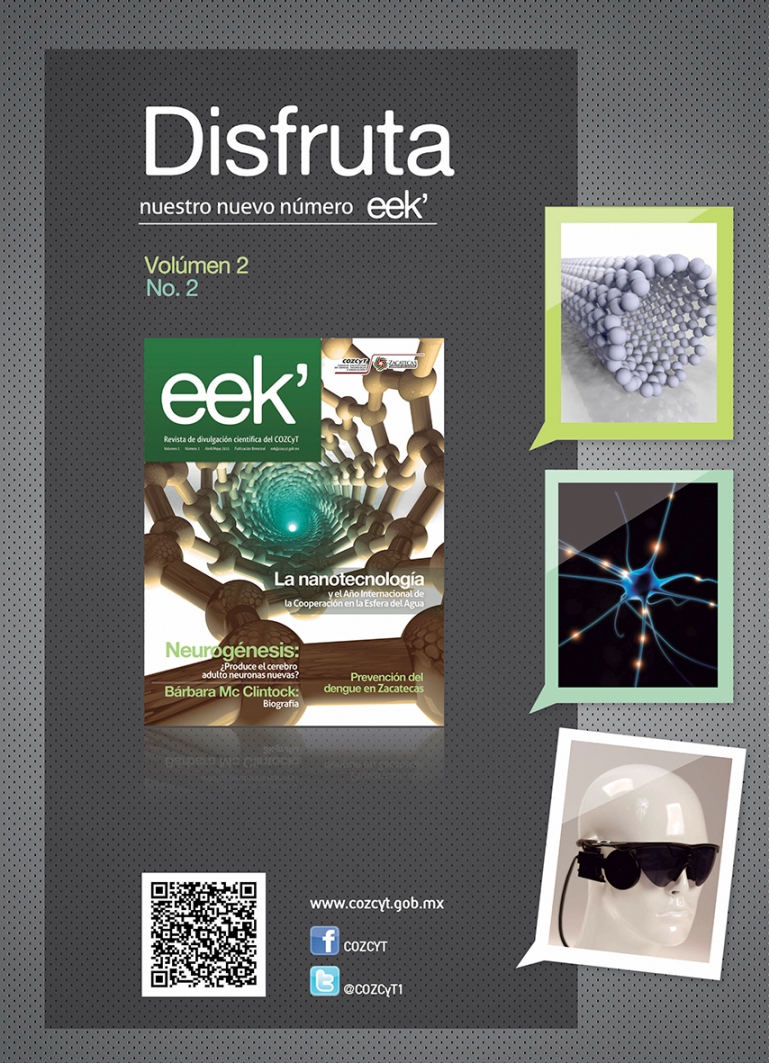 Disfruta
nuestro nuevo número eek'
Volúmen 2
No. 2
COZCyT
ZACATECAS
eek'
Revista de divulgación científica del COZCyT
La nanotecnología
y el Año Internacional de
la Cooperación en la Esfera del Agua
Neurogénesis:
¿Produce el cerebro
adulto neuronas nuevas?
Prevención del
dengue en Zacatecas
Bárbara Mc Clintock:
Biografía
www.cozcyt.gob.mx
COZCYT
@COZCyT1